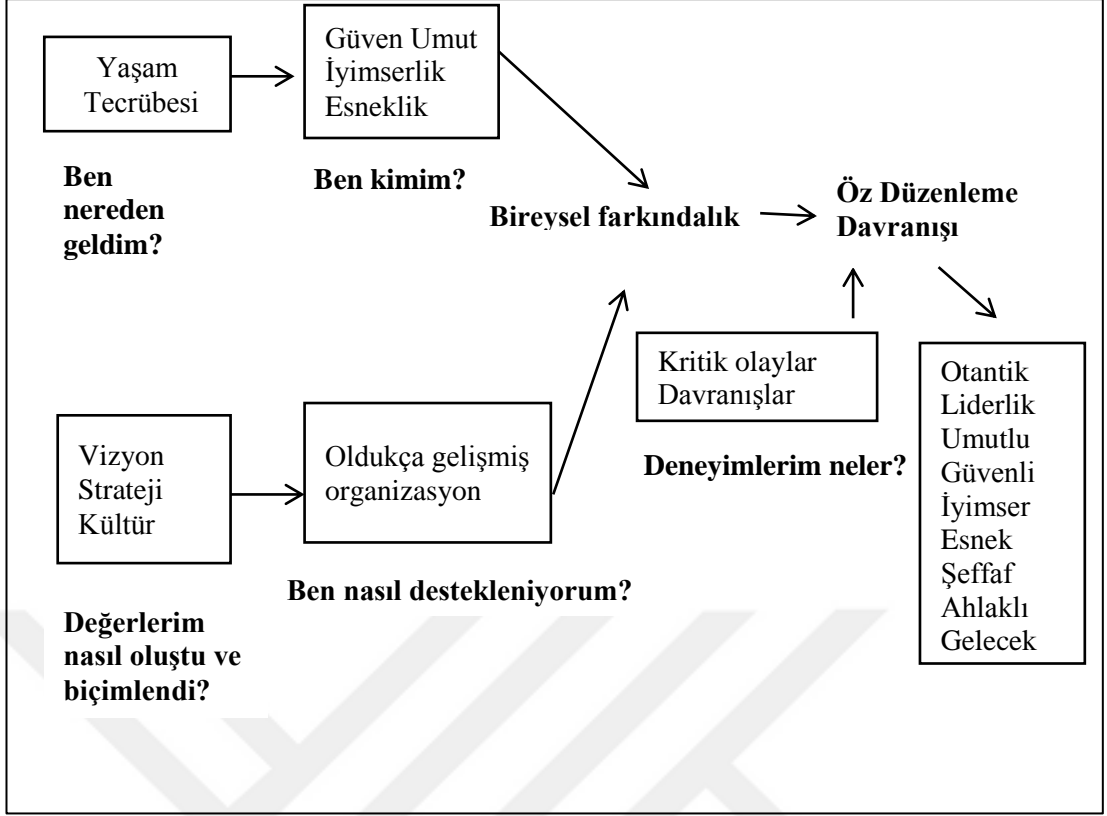 Yaşam
Tecrübesi
Güven Umut
İyimserlik
Esneklik
Ben
nereden
geldim?
Ben kimim?
Bireysel farkındalık
Öz Düzenleme
Davranışı
Kritik olaylar
Davranışlar
Deneyimlerim neler?
Otantik
Liderlik
Umutlu
Güvenli
İyimser
Esnek
Şeffaf
Ahlaklı
Gelecek
Vizyon
Strateji
Kültür
Oldukça gelişmiş
organizasyon
Ben nasıl destekleniyorum?
Değerlerim
nasıl oluştu ve
biçimlendi?